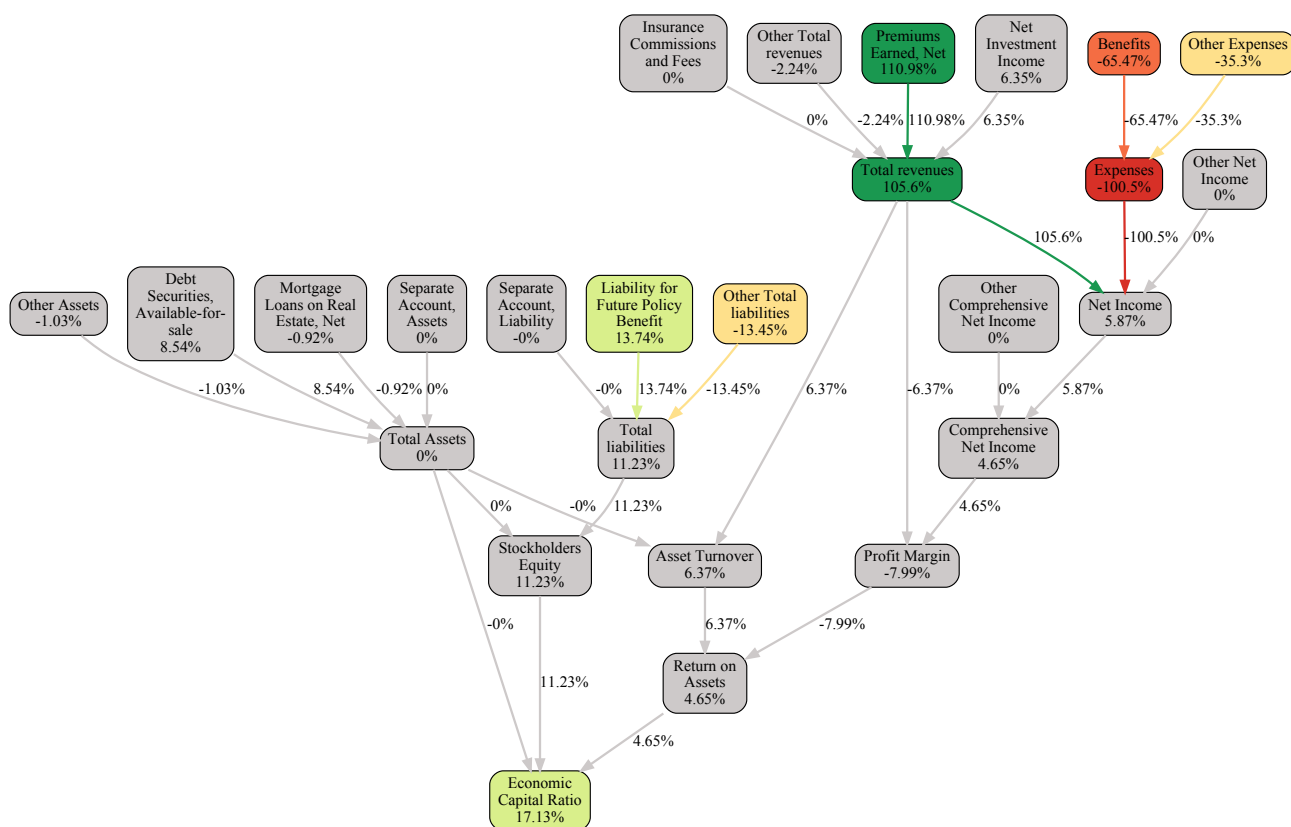 Insurance
Commissions
and Fees
0%
Other Total
revenues
-2.24%
Premiums
Earned, Net
110.98%
Net
Investment
Income
6.35%
Benefits
-65.47%
Other Expenses
-35.3%
0%
-2.24%
110.98%
6.35%
-65.47%
-35.3%
Total revenues
105.6%
Expenses
-100.5%
Other Net
Income
0%
105.6%
-100.5%
0%
Other Assets
-1.03%
Debt
Securities,
Available-for-
sale
8.54%
Mortgage
Loans on Real
Estate, Net
-0.92%
Separate
Account,
Assets
0%
Separate
Account,
Liability
-0%
Liability for
Future Policy
Benefit
13.74%
Other Total
liabilities
-13.45%
Other
Comprehensive
Net Income
0%
Net Income
5.87%
-1.03%
8.54%
-0.92%
0%
-0%
13.74%
-13.45%
6.37%
-6.37%
0%
5.87%
Total Assets
0%
Total
liabilities
11.23%
Comprehensive
Net Income
4.65%
0%
-0%
11.23%
4.65%
Stockholders
Equity
11.23%
Asset Turnover
6.37%
Profit Margin
-7.99%
-0%
6.37%
-7.99%
11.23%
Return on
Assets
4.65%
4.65%
Economic
Capital Ratio
17.13%